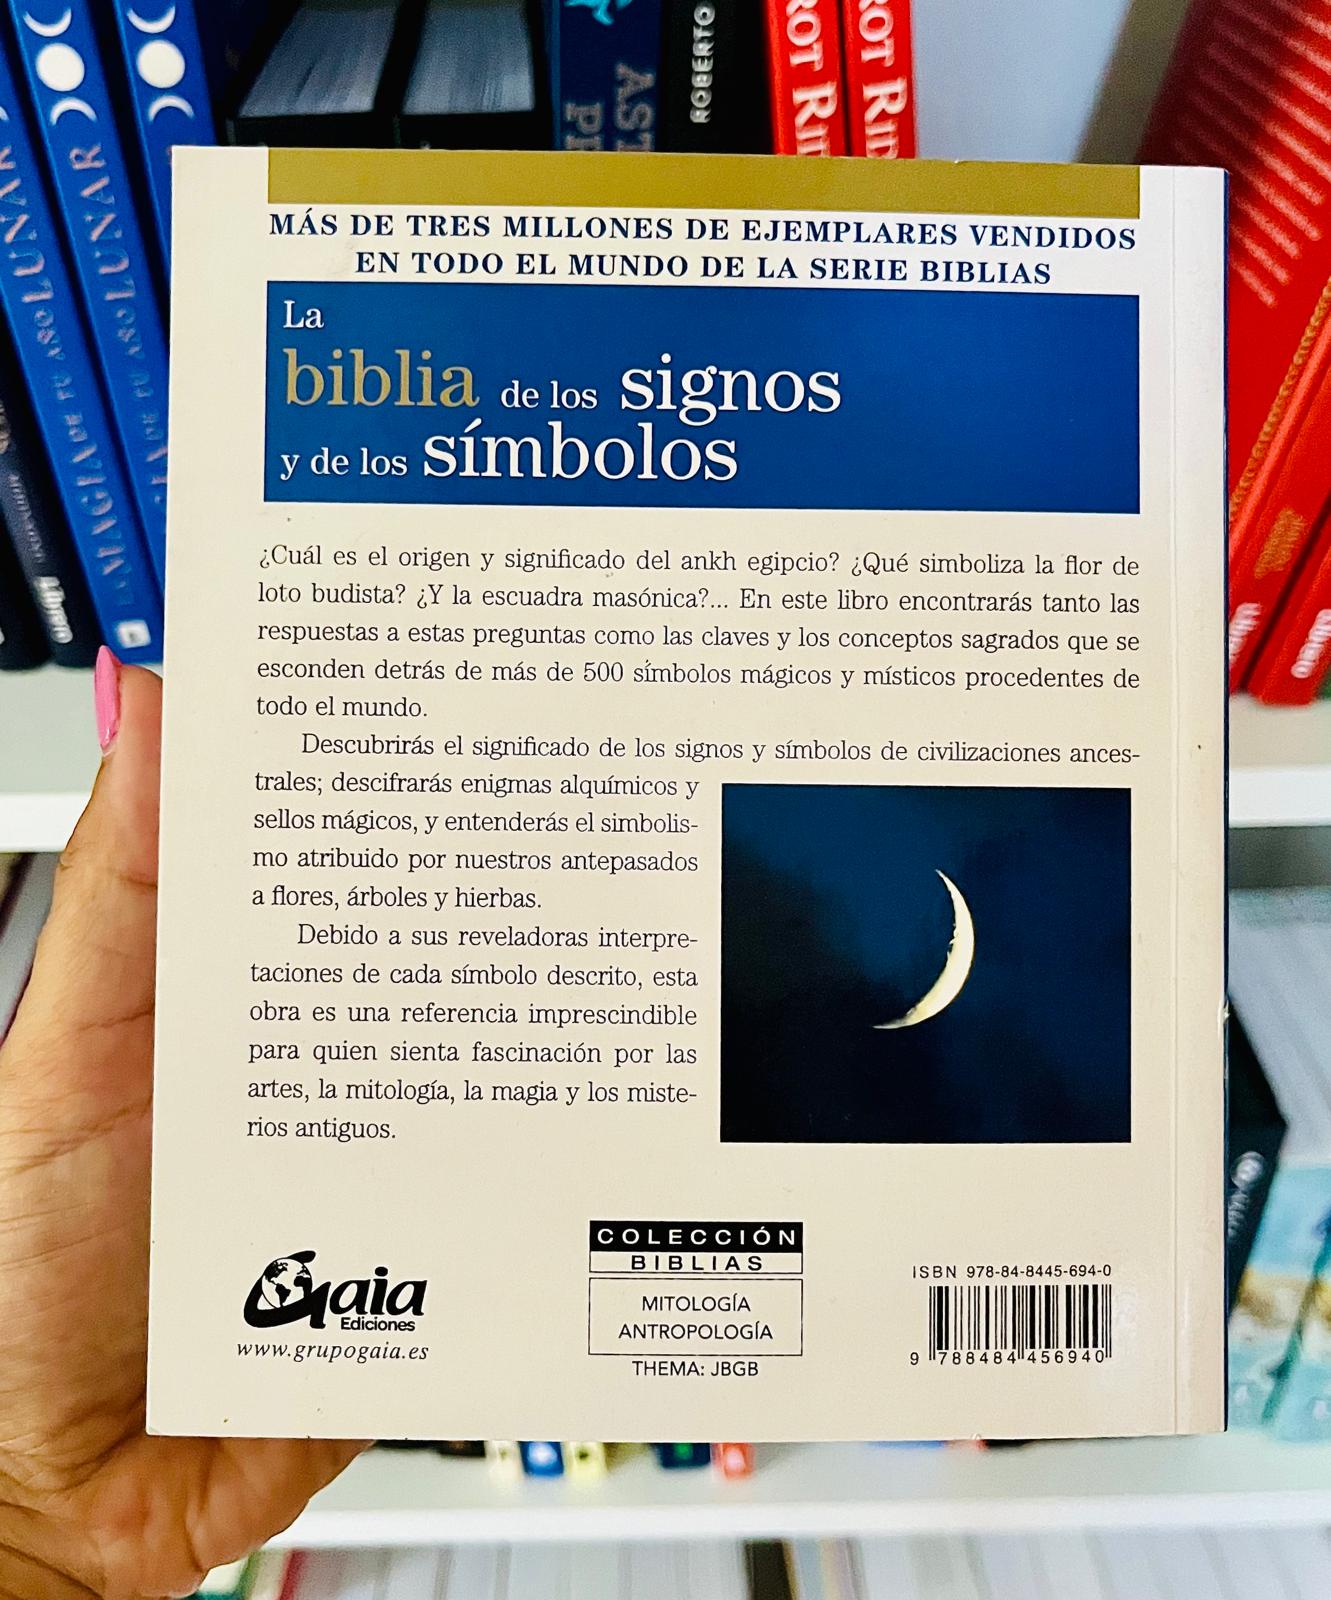 ROBERTO
MÁS DE TRES MILLONES DE EJEMPLARES VENDIDOS
EN TODO EL MUNDO DE LA SERIE BIBLIAS
La
biblia de los signos
y de los símbolos
¿Cuál es el origen y significado del ankh egipcio? ¿Qué simboliza la flor de
loto budista? ¿Y la escuadra masónica?... En este libro encontrarás tanto las
respuestas a estas preguntas como las claves y los conceptos sagrados que se
esconden detrás de más de 500 símbolos mágicos y místicos procedentes de
todo el mundo.
Descubrirás el significado de los signos y símbolos de civilizaciones ances-
trales; descifrarás enigmas alquímicos y
sellos mágicos, y entenderás el simbolis-
mo atribuido por nuestros antepasados
a flores, árboles y hierbas.
Debido a sus reveladoras interpre-
taciones de cada símbolo descrito, esta
obra es una referencia imprescindible
para quien sienta fascinación por las
artes, la mitología, la magia y los miste-
rios antiguos.
Gaia
Ediciones
www.grupogaia.es
COLECCIÓN
BIBLIAS
MITOLOGÍA
ANTROPOLOGÍA
THEMA: JBGB
ISBN 978-84-8445-694-0
9 788484 456940